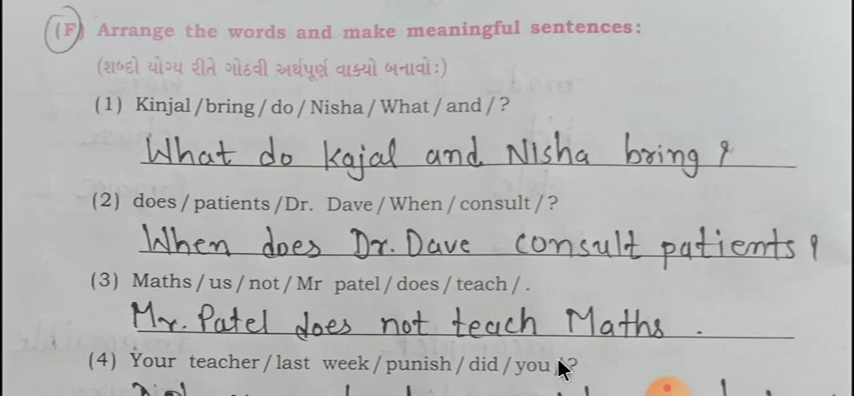 (F) Arrange the words and make meaningful sentences:
(શબ્દો યોગ્ય રીતે ગોઠવી અર્થપૂર્ણ વાક્યો બનાવો:)
(1) Kinjal / bring / do / Nisha / What / and / ?
What do Kajal and Nisha bring ?
(2) does / patients / Dr. Dave / When / consult / ?
When does Dr. Dave consult patients ?
(3) Maths / us / not / Mr patel / does / teach / .
Mr. Patel does not teach Maths .
(4) Your teacher / last week / punish / did / you / ?